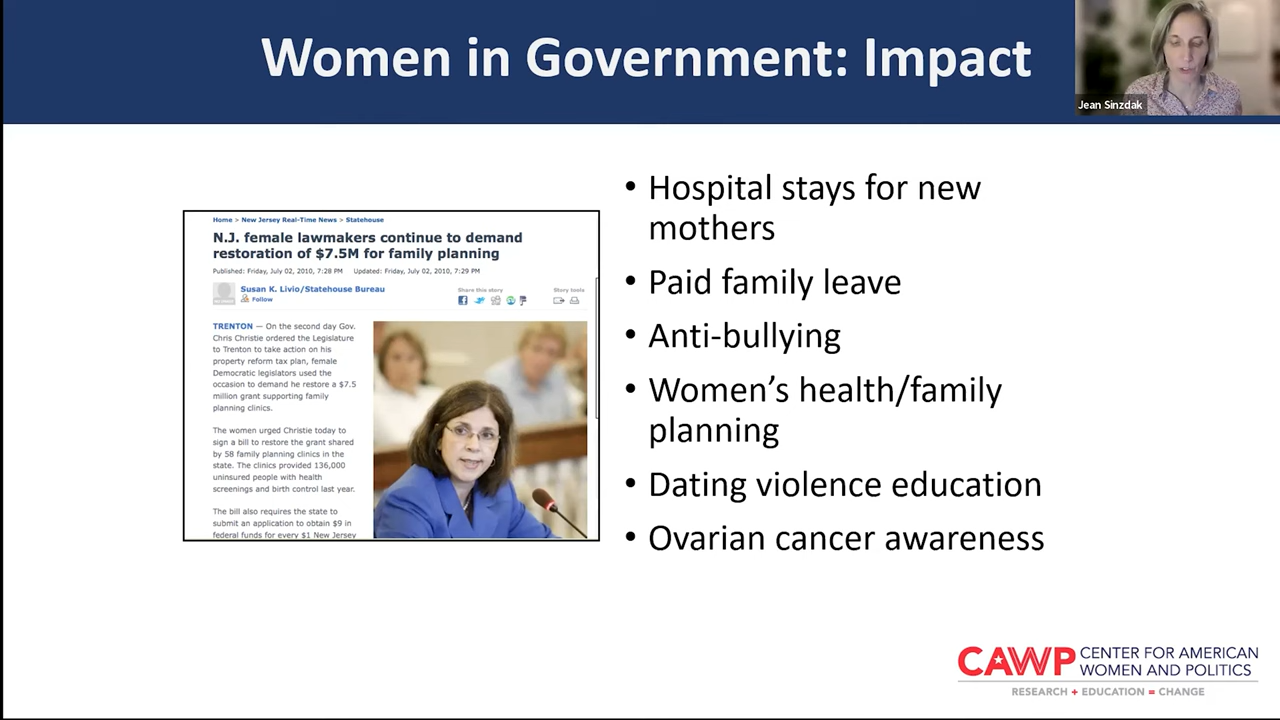 Women in Government: Impact
Jean Sinzdak
Home > New Jersey Real-Time News > Statehouse
N.J. female lawmakers continue to demand
restoration of $7.5M for family planning
Published: Friday, July 02, 2010, 7:28 PM Updated: Friday, July 02, 2010, 7:29 PM
Susan K. Livio/Statehouse Bureau
Follow
Share this story
Story tools
TRENTON — On the second day Gov.
Chris Christie ordered the Legislature
to Trenton to take action on his
property reform tax plan, female
Democratic legislators used the
occasion to demand he restore a $7.5
million grant supporting family
planning clinics.
The women urged Christie today to
sign a bill to restore the grant shared
by 58 family planning clinics in the
state. The clinics provided 136,000
uninsured people with health
screenings and birth control last year.
The bill also requires the state to
submit an application to obtain $9 in
federal funds for every $1 New Jersey
• Hospital stays for new
mothers
• Paid family leave
• Anti-bullying
• Women’s health/family
planning
• Dating violence education
• Ovarian cancer awareness
CAWP CENTER FOR AMERICAN
WOMEN AND POLITICS
RESEARCH + EDUCATION = CHANGE